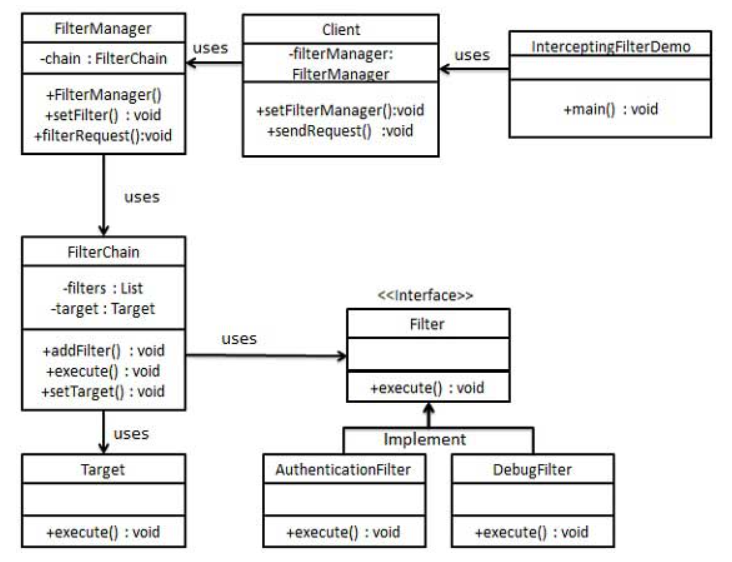 FilterManager
-chain : FilterChain
+FilterManager()
+setFilter() : void
+filterRequest():void
uses
Client
-filterManager:
FilterManager
+setFilterManager():void
+sendRequest() :void
uses
InterceptingFilterDemo
+main() : void
uses
FilterChain
-filters : List
-target : Target
+addFilter() : void
+execute() : void
+setTarget() : void
uses
<<Interface>>
Filter
+execute() : void
uses
Implement
Target
+execute() : void
AuthenticationFilter
+execute() : void
DebugFilter
+execute() : void